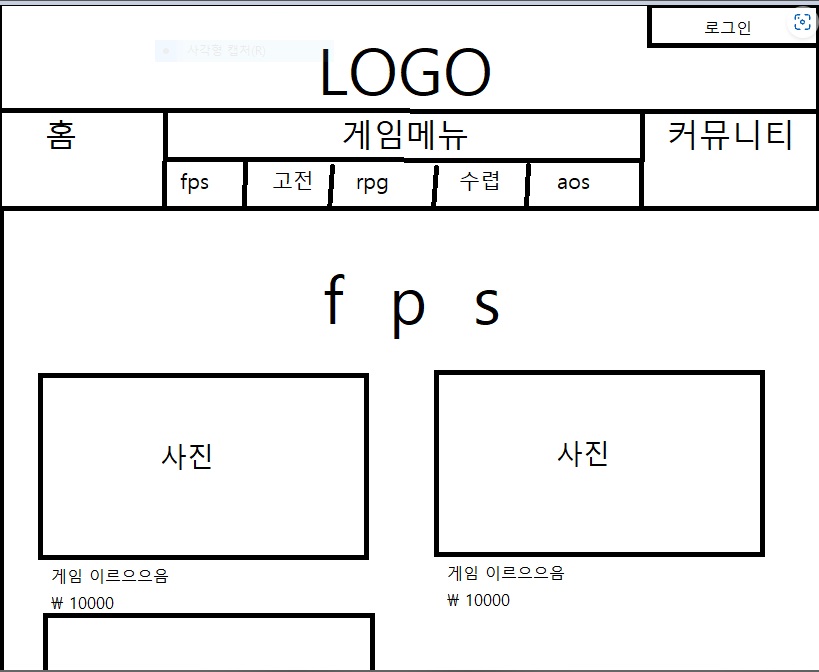 로그인
사각형 캡처(R)
LOGO
홈 게임메뉴 커뮤니티
fps 고전 rpg 수렵 aos
f p s
사진 사진
게임 이르으으음 게임 이르으으음
₩ 10000 ₩ 10000